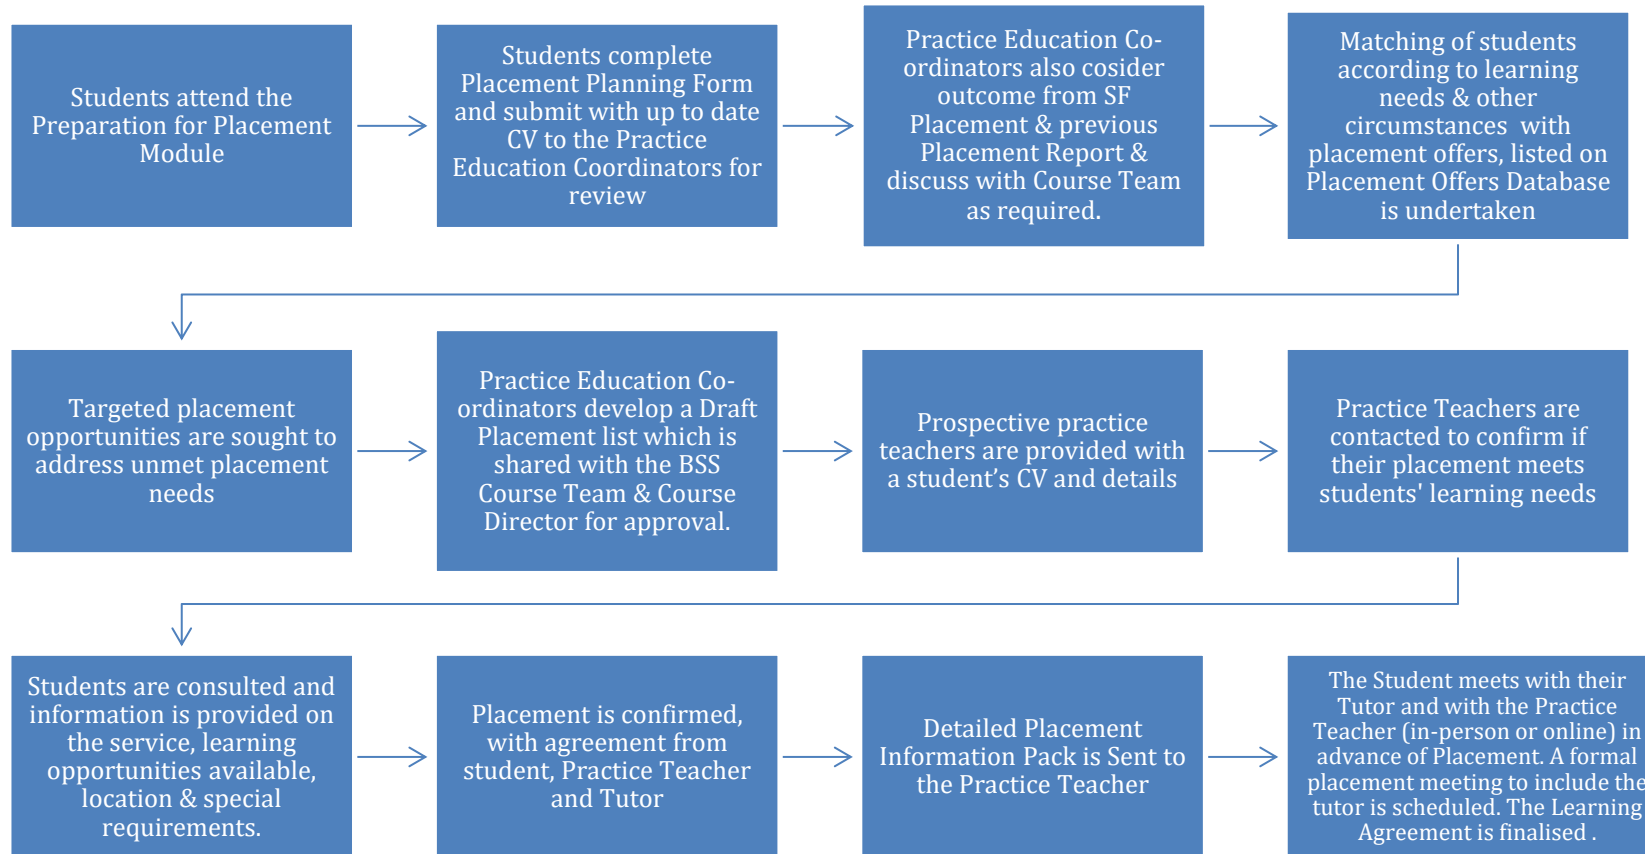 Students attend the
Preparation for Placement
Module
Students complete
Placement Planning Form
and submit with up to date
CV to the Practice
Education Coordinators for
review
Practice Education Co-
ordinators also cosider
outcome from SF
Placement & previous
Placement Report &
discuss with Course Team
as required.
Matching of students
according to learning
needs & other
circumstances with
placement offers, listed on
Placement Offers Database
is undertaken
Targeted placement
opportunities are sought to
address unmet placement
needs
Practice Education Co-
ordinators develop a Draft
Placement list which is
shared with the BSS
Course Team & Course
Director for approval.
Prospective practice
teachers are provided with
a student’s CV and details
Practice Teachers are
contacted to confirm if
their placement meets
students' learning needs
Students are consulted and
information is provided on
the service, learning
opportunities available,
location & special
requirements.
Placement is confirmed,
with agreement from
student, Practice Teacher
and Tutor
Detailed Placement
Information Pack is Sent to
the Practice Teacher
The Student meets with their
Tutor and with the Practice
Teacher (in-person or online) in
advance of Placement. A formal
placement meeting to include the
tutor is scheduled. The Learning
Agreement is finalised .